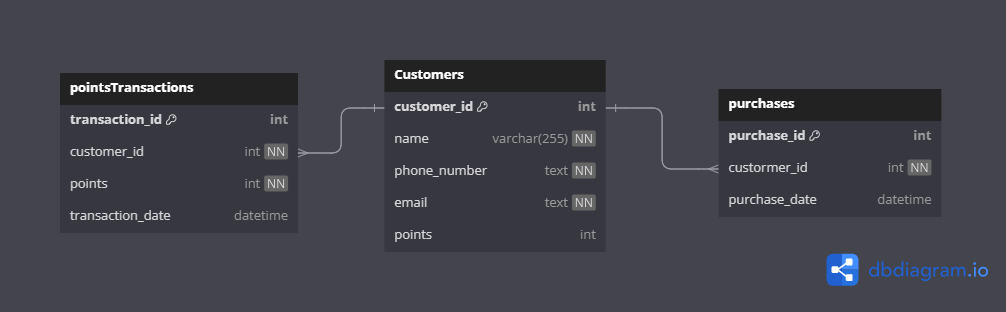 pointsTransactions
transaction_id int
customer_id int NN
points int NN
transaction_date datetime
Customers
customer_id int
name varchar(255) NN
phone_number text NN
email text NN
points int
purchases
purchase_id int
custormer_id int NN
purchase_date datetime
dbdiagram.io